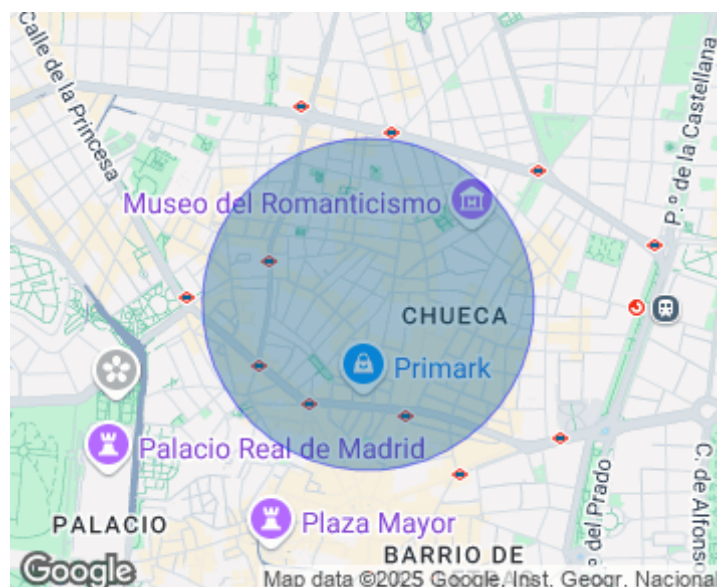 Calle de la Princesa
P.º de la Castellana
Museo del Romanticismo
CHUECA
Primark
Palacio Real de Madrid
PALACIO
Plaza Mayor
BARRIO DE
del Prado
C. de Alfonso
Google
Map data ©2025 Google, Inst. Geogr. Nacional